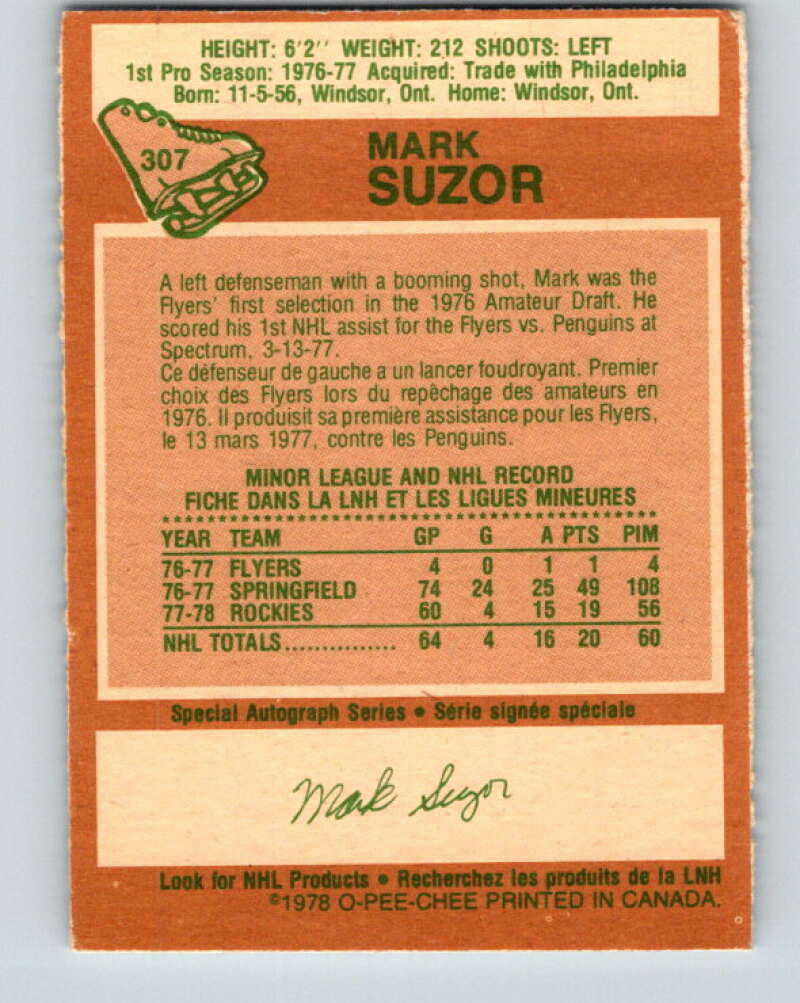 HEIGHT: 6'2'' WEIGHT: 212 SHOOTS: LEFT
1st Pro Season: 1976-77 Acquired: Trade with Philadelphia
Born: 11-5-56, Windsor, Ont. Home: Windsor, Ont.
307
MARK
SUZOR
A left defenseman with a booming shot, Mark was the
Flyers' first selection in the 1976 Amateur Draft. He
scored his 1st NHL assist for the Flyers vs. Penguins at
Spectrum, 3-13-77.
Ce défenseur de gauche a un lancer foudroyant. Premier
choix des Flyers lors du repêchage des amateurs en
1976. Il produisit sa première assistance pour les Flyers,
le 13 mars 1977, contre les Penguins.
MINOR LEAGUE AND NHL RECORD
FICHE DANS LA LNH ET LES LIGUES MINEURES
YEAR TEAM GP G A PTS PIM
76-77 FLYERS 4 0 1 1 4
76-77 SPRINGFIELD 74 24 25 49 108
77-78 ROCKIES 60 4 15 19 56
NHL TOTALS................ 64 4 16 20 60
Special Autograph Series • Série signée spéciale
Mark Suzor
Look for NHL Products • Recherchez les produits de la LNH
©1978 O-PEE-CHEE PRINTED IN CANADA.